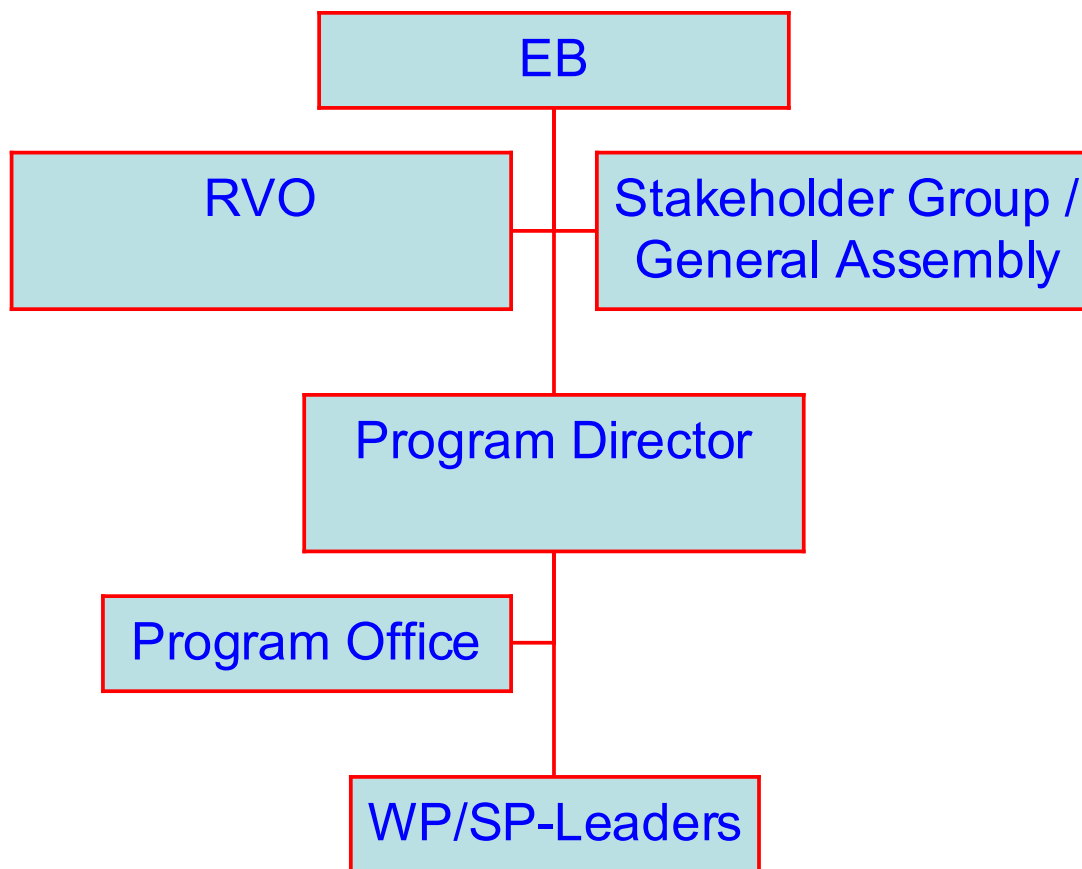 EB
RVO
Stakeholder Group /
General Assembly
Program Director
Program Office
WP/SP-Leaders